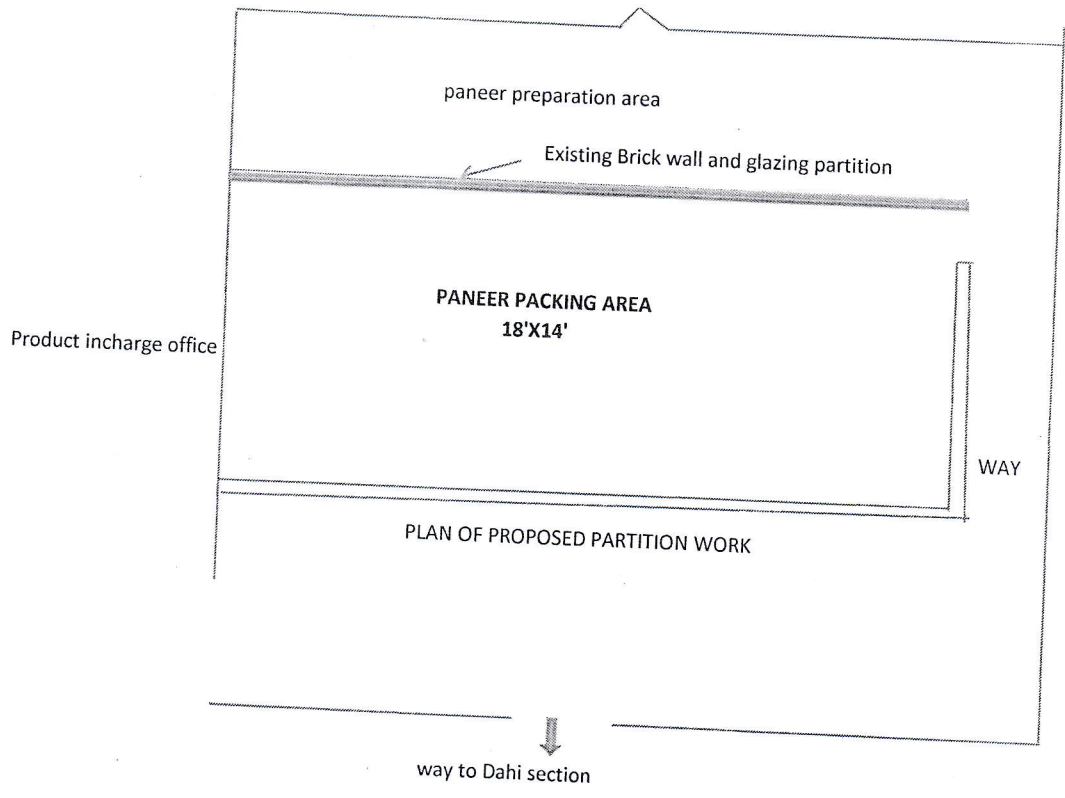 paneer preparation area
Existing Brick wall and glazing partition
PANEER PACKING AREA
18'X14'
Product incharge office
WAY
PLAN OF PROPOSED PARTITION WORK
way to Dahi section